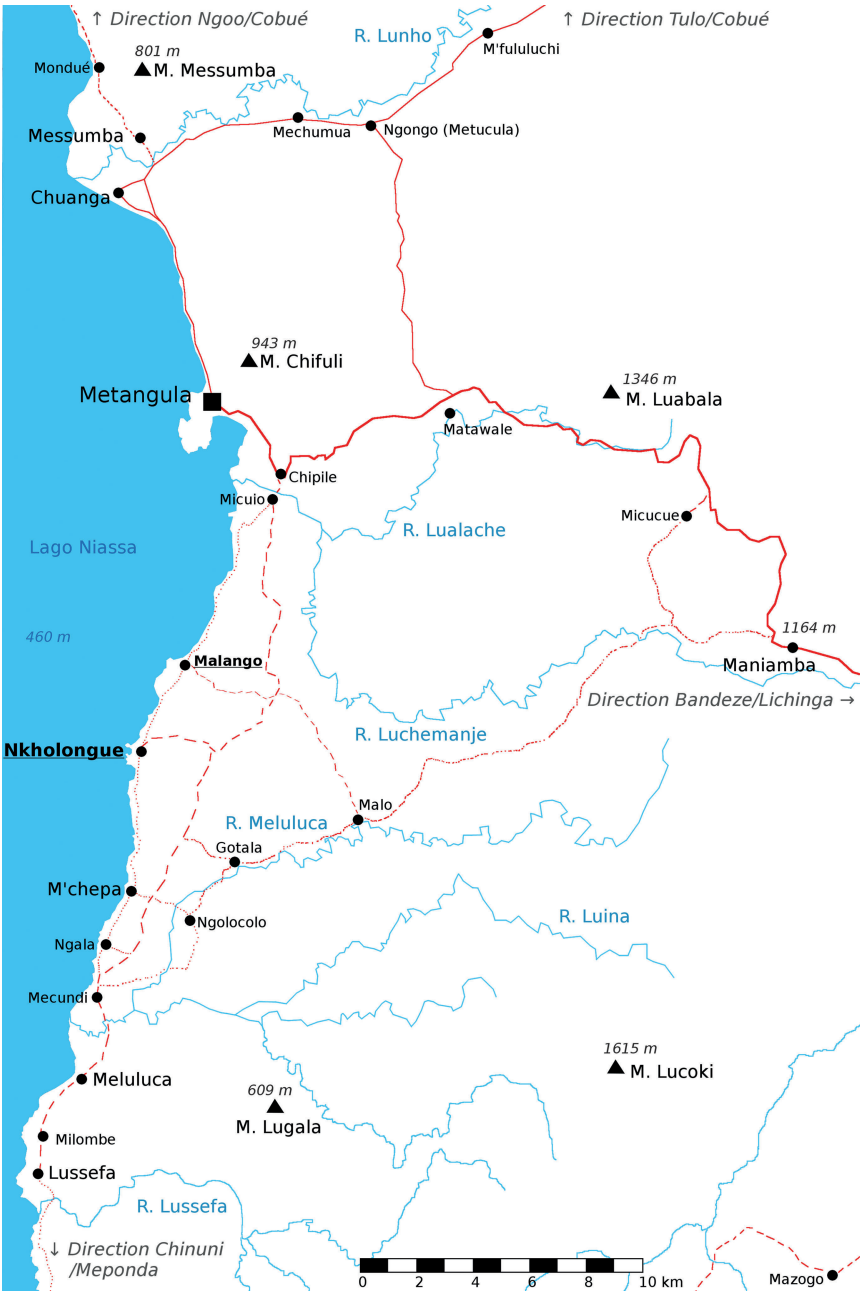 ↑ Direction Ngoo/Cobué
↑ Direction Tulo/Cobué
R. Lunho
M'fululuchi
801 m
M. Messumba
Mondué
Messumba
Mechumua
Ngongo (Metucula)
Chuanga
943 m
M. Chifuli
1346 m
M. Luabala
Metangula
Matawale
Chipile
Micuio
R. Lualache
Micucue
Lago Niassa
460 m
1164 m
Malango
Maniamba
Direction Bandeze/Lichinga →
R. Luchemanje
Nkholongue
Malo
R. Meluluca
Gotala
M'chepa
R. Luina
Ngolocolo
Ngala
Mecundi
1615 m
M. Lucoki
Meluluca
609 m
M. Lugala
Milombe
Lussefa
R. Lussefa
↓ Direction Chinuni
/Meponda
0 2 4 6 8 10 km
Mazogo